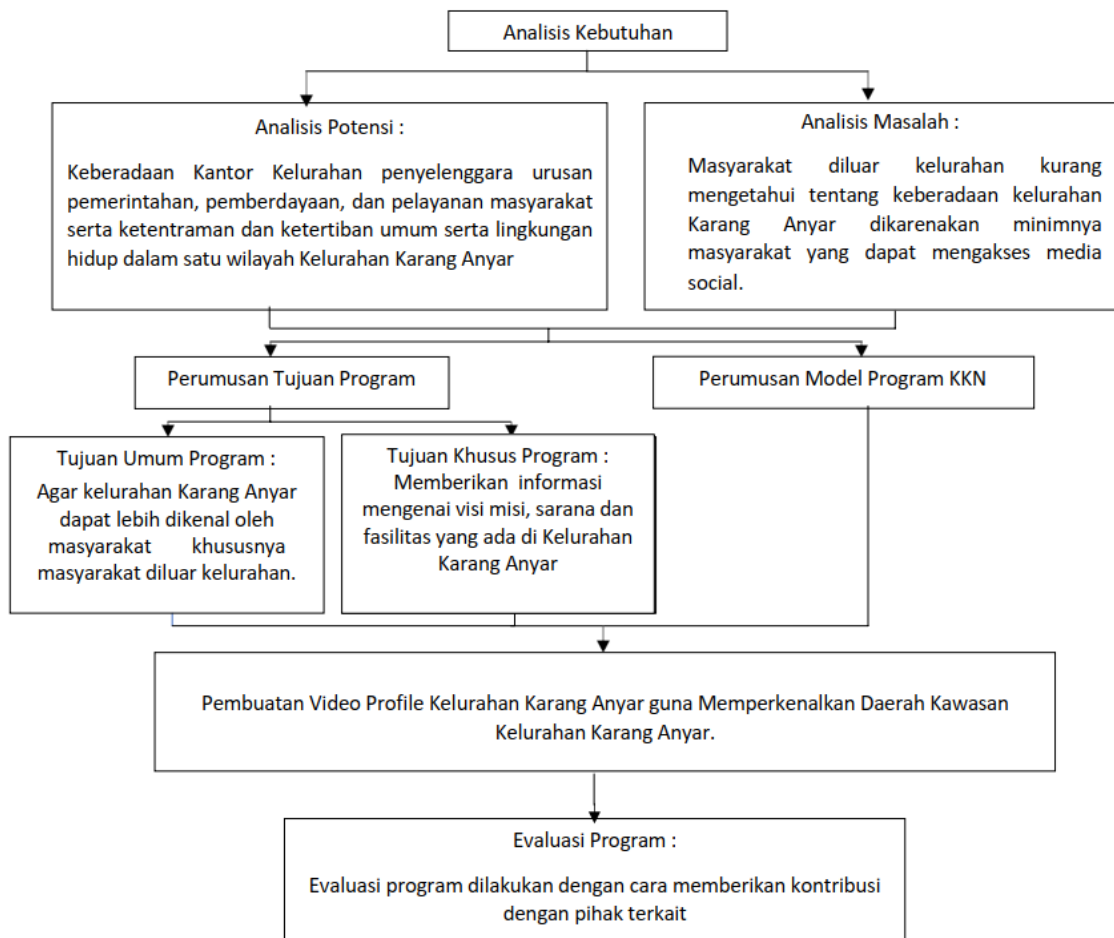 Analisis Kebutuhan
Analisis Potensi :
Keberadaan Kantor Kelurahan penyelenggara urusan
pemerintahan, pemberdayaan, dan pelayanan masyarakat
serta ketentraman dan ketertiban umum serta lingkungan
hidup dalam satu wilayah Kelurahan Karang Anyar
Analisis Masalah :
Masyarakat diluar kelurahan kurang
mengetahui tentang keberadaan kelurahan
Karang Anyar dikarenakan minimnya
masyarakat yang dapat mengakses media
social.
Perumusan Tujuan Program
Perumusan Model Program KKN
Tujuan Umum Program :
Agar kelurahan Karang Anyar
dapat lebih dikenal oleh
masyarakat khususnya
masyarakat diluar kelurahan.
Tujuan Khusus Program :
Memberikan informasi
mengenai visi misi, sarana dan
fasilitas yang ada di Kelurahan
Karang Anyar
Pembuatan Video Profile Kelurahan Karang Anyar guna Memperkenalkan Daerah Kawasan
Kelurahan Karang Anyar.
Evaluasi Program :
Evaluasi program dilakukan dengan cara memberikan kontribusi
dengan pihak terkait